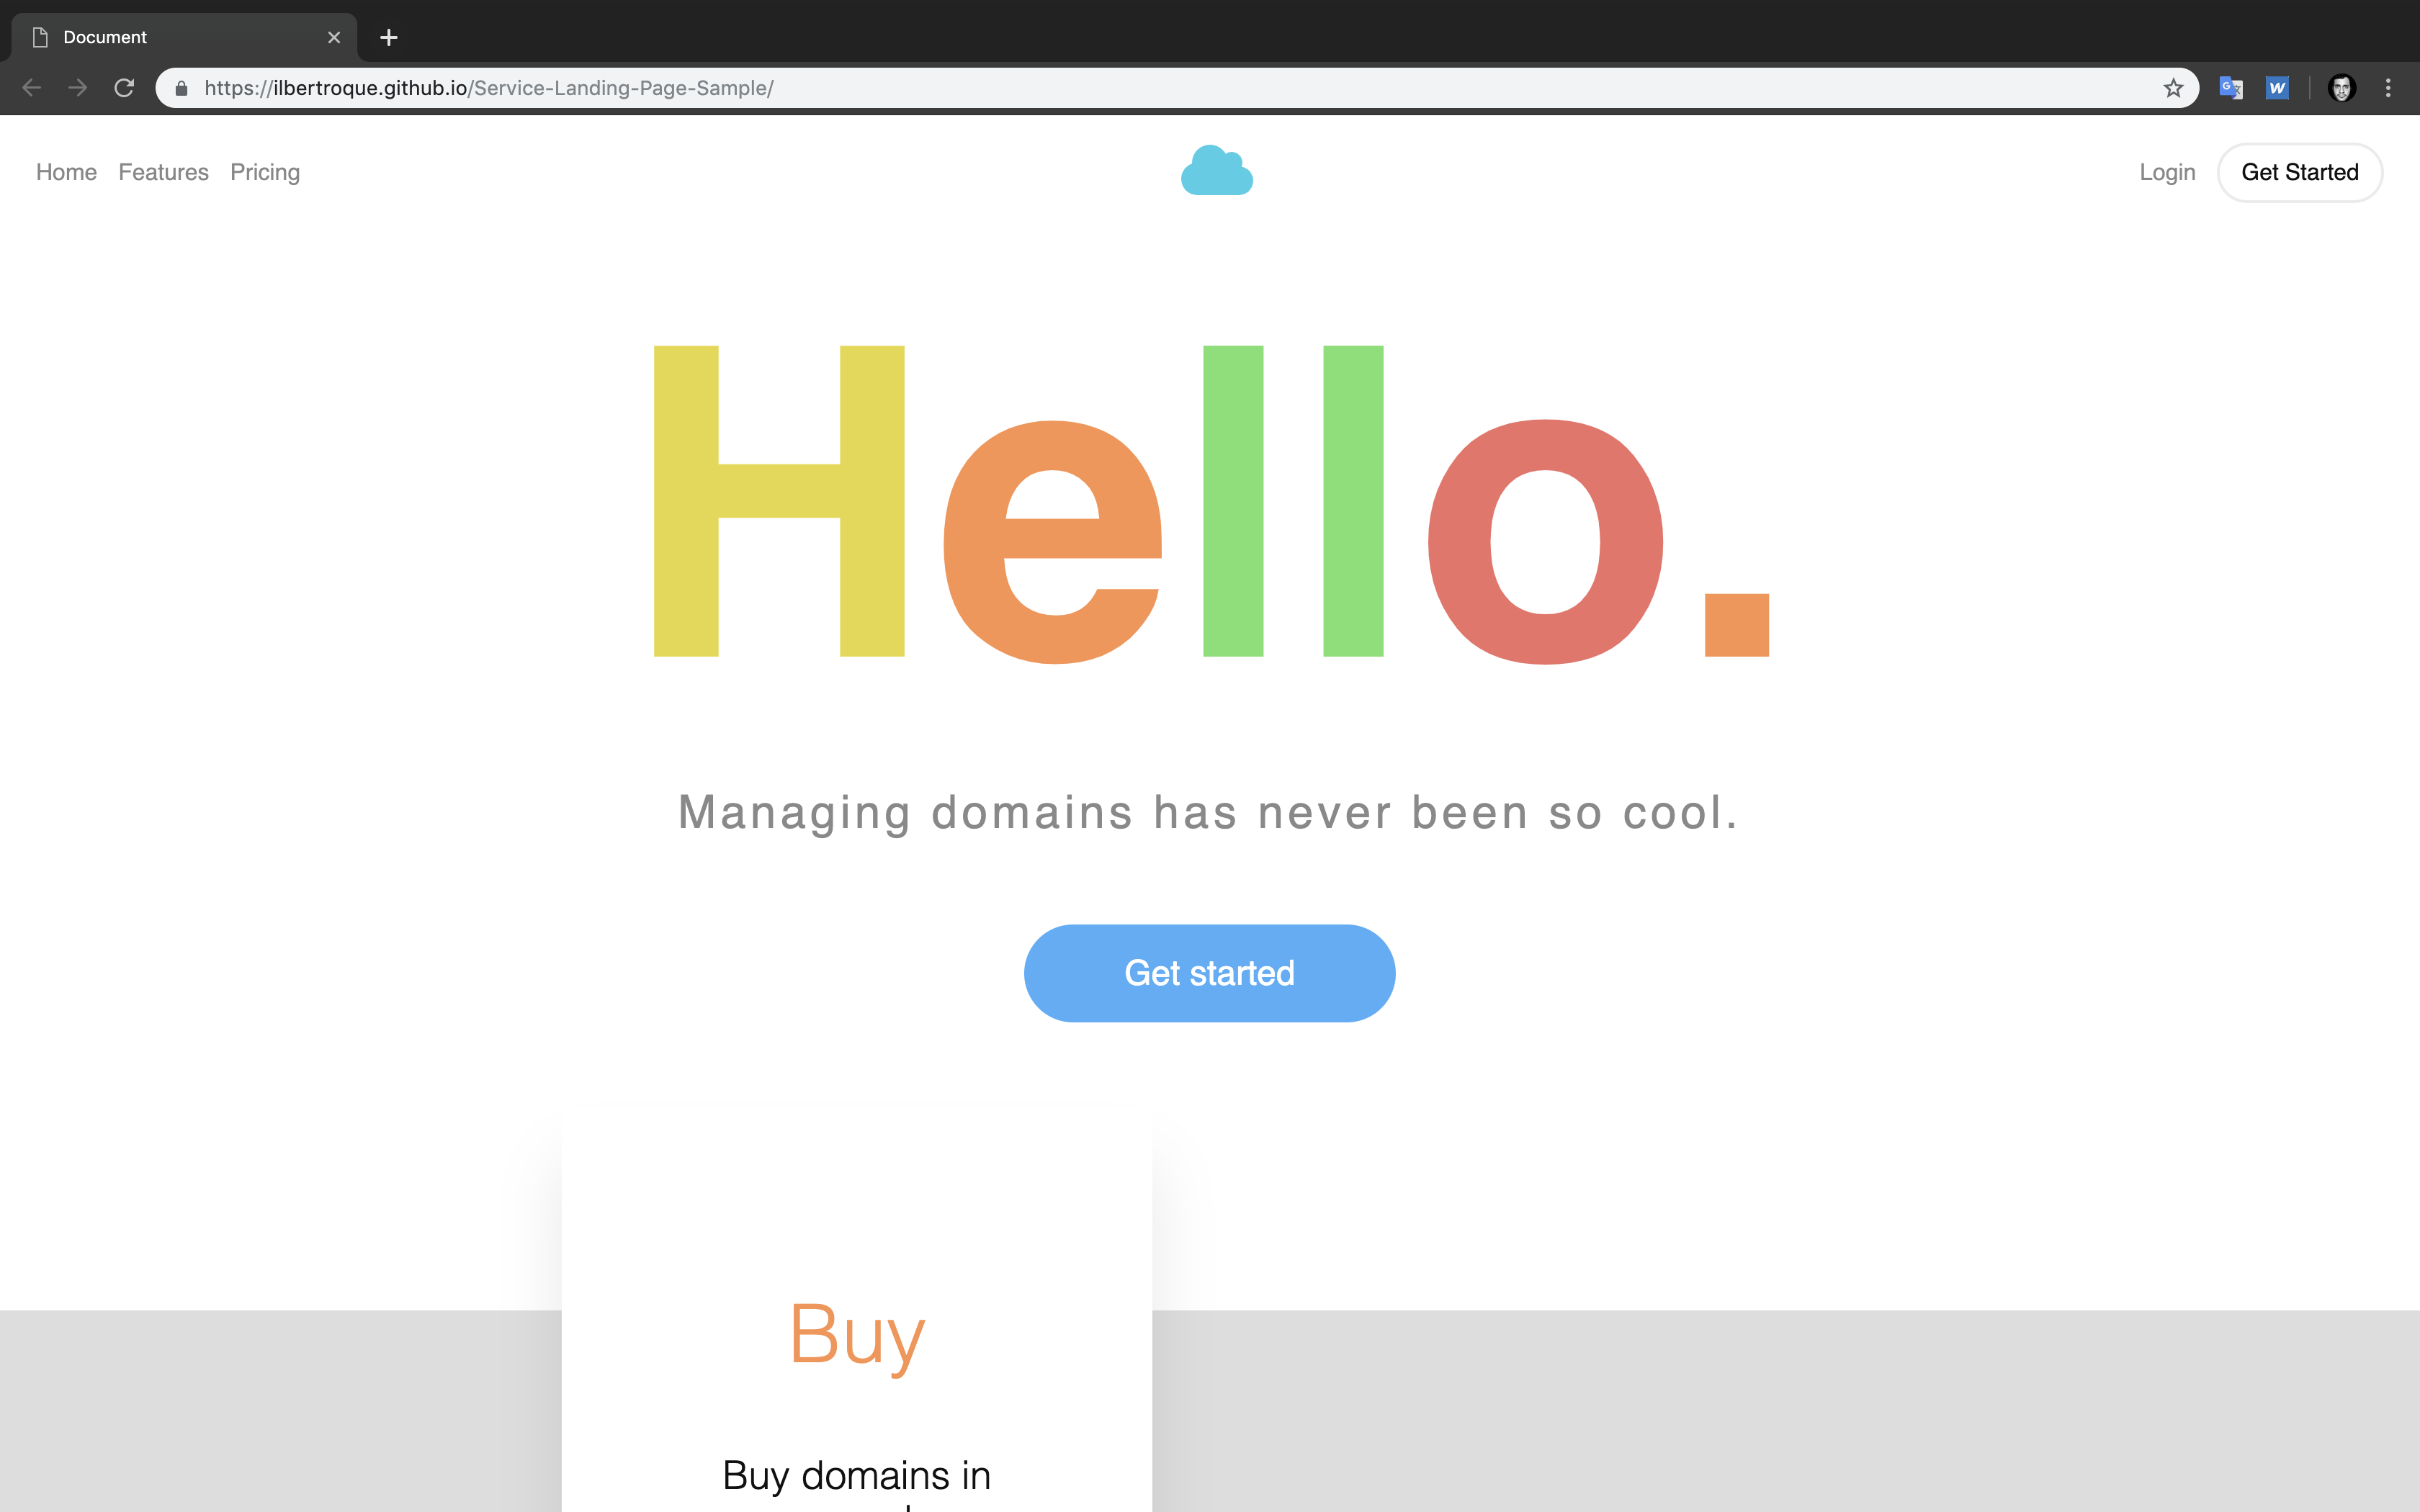 Document
https://ilbertroque.github.io/Service-Landing-Page-Sample/
Home Features Pricing
Login Get Started
Hello.
Managing domains has never been so cool.
Get started
Buy
Buy domains in